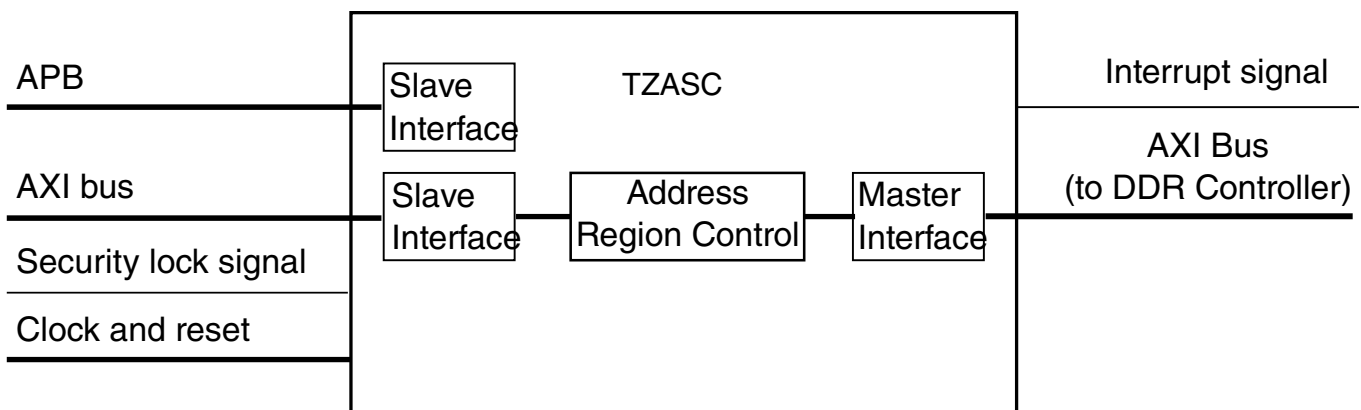 APB
Slave
Interface
TZASC
Interrupt signal
AXI bus
Slave
Interface
Address
Region Control
Master
Interface
AXI Bus
(to DDR Controller)
Security lock signal
Clock and reset